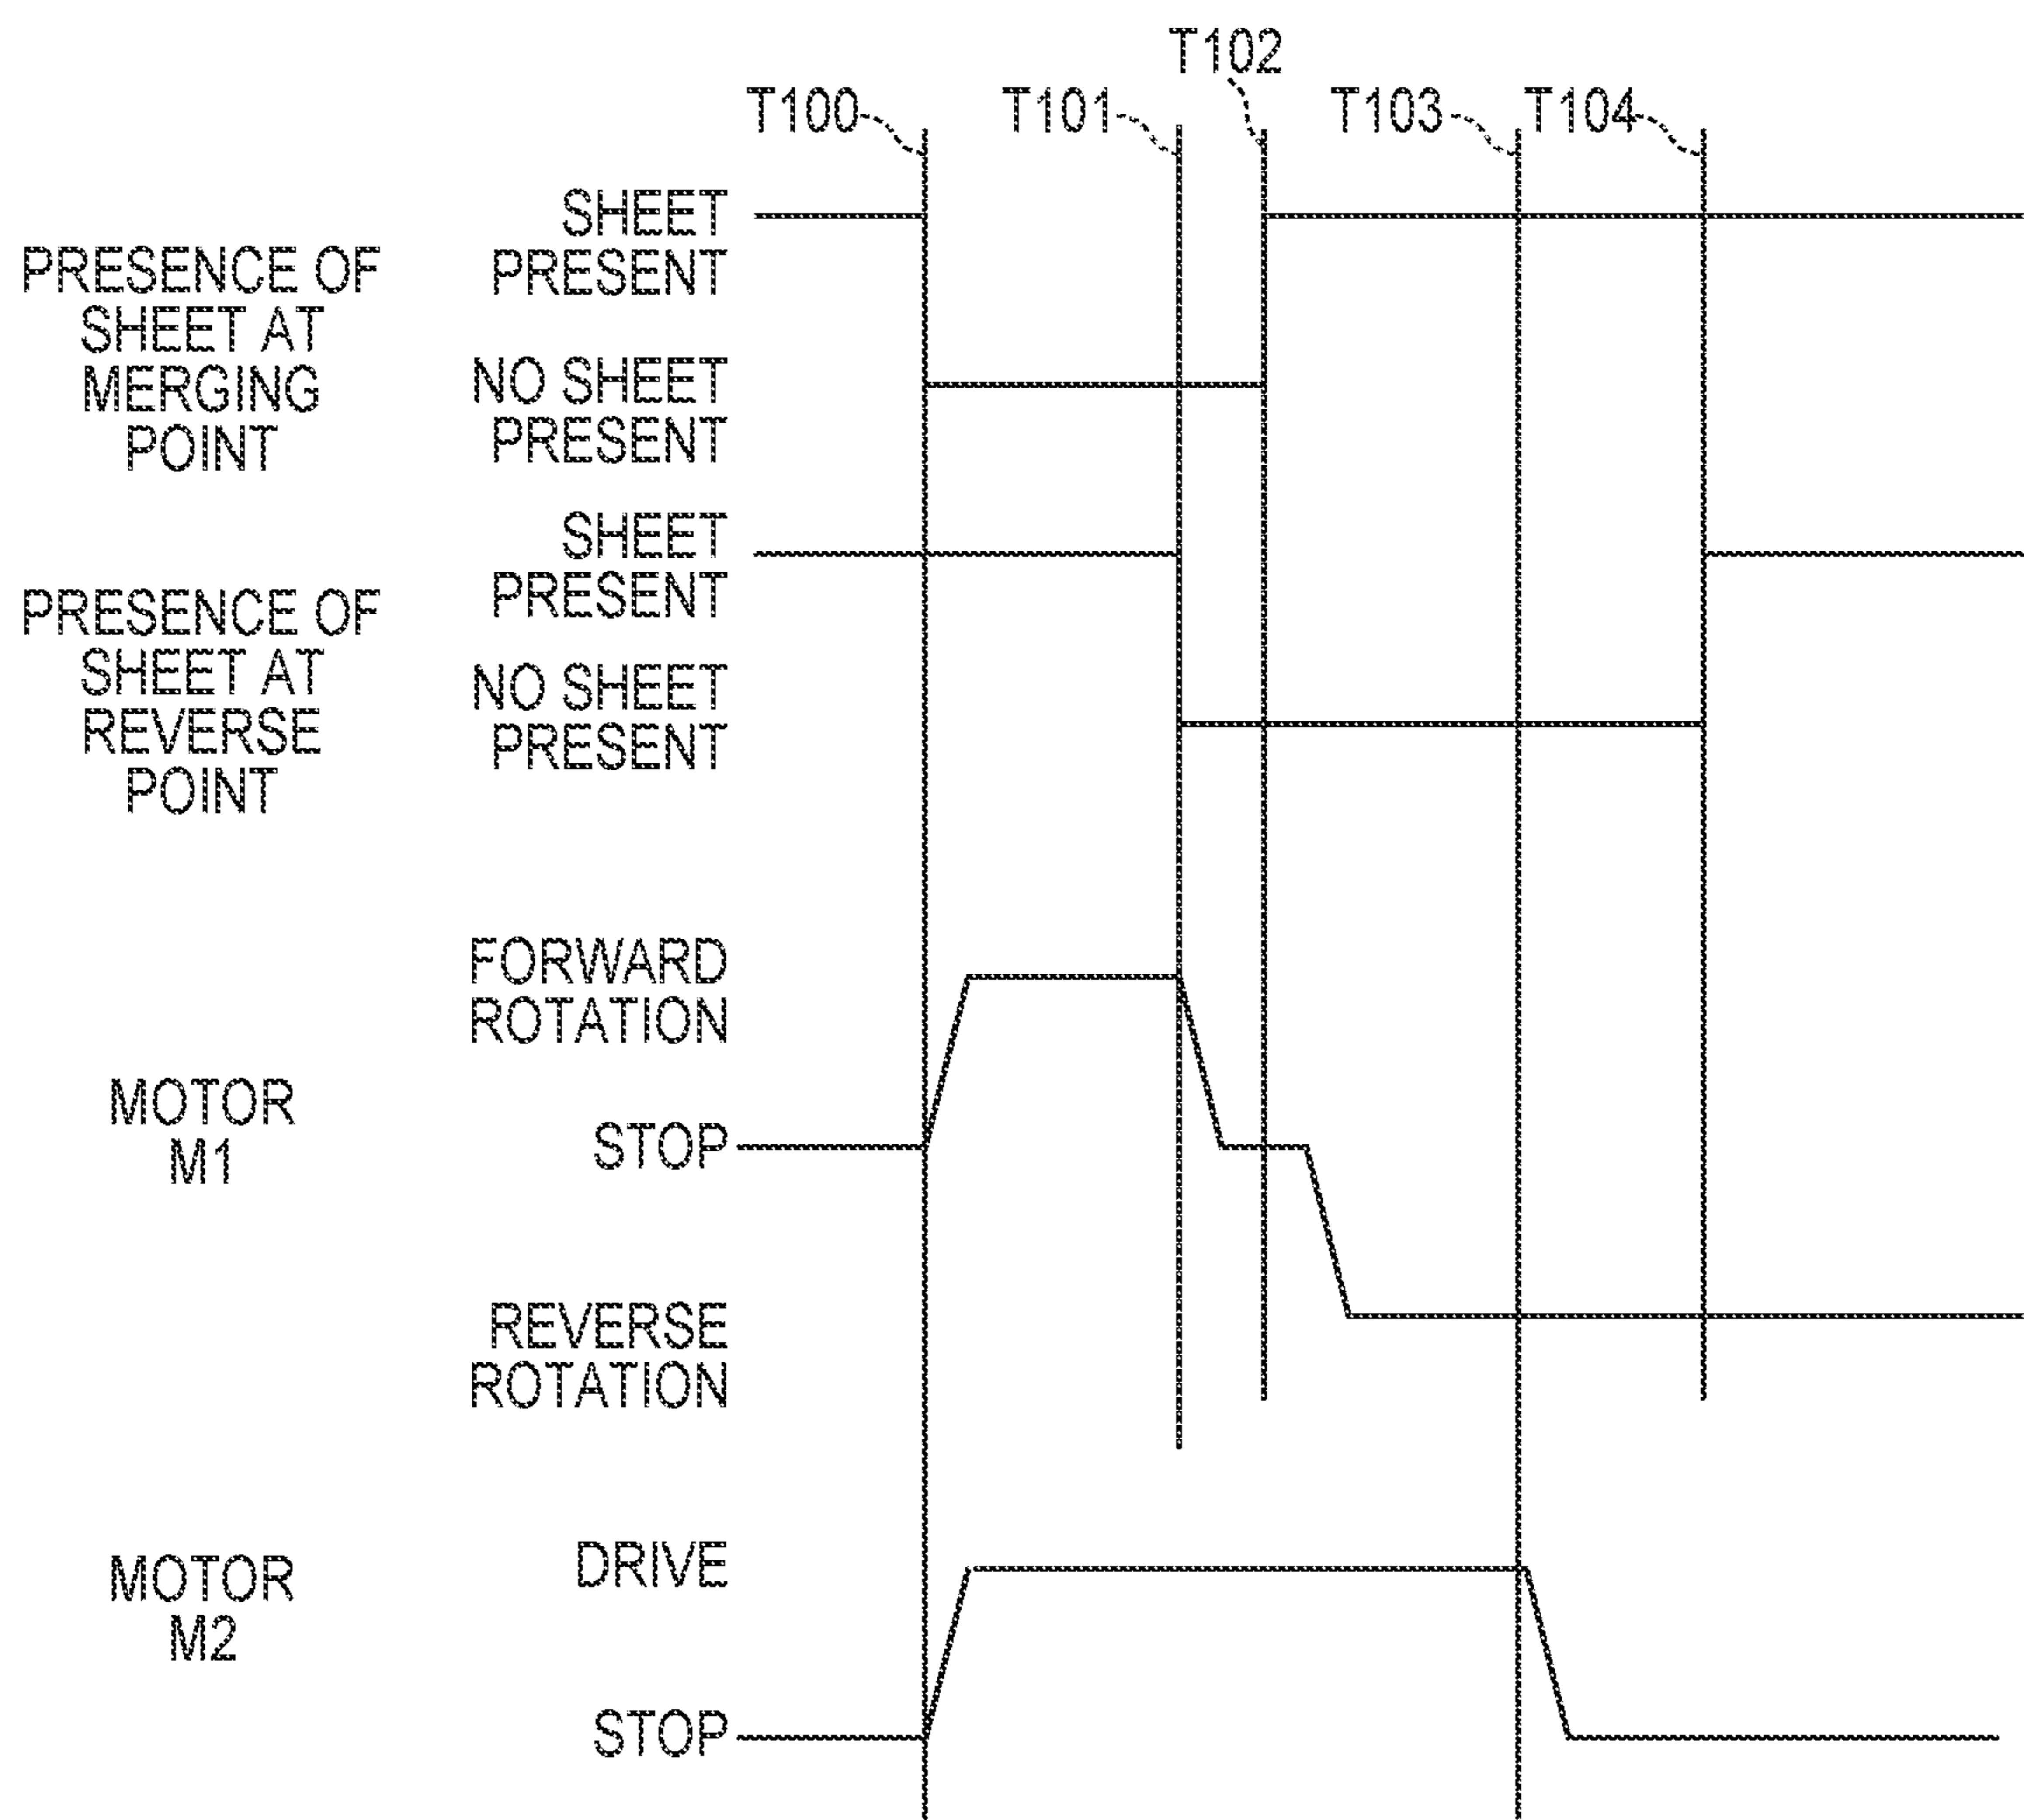 T102
T100
T101
T103
T104
PRESENCE OF
SHEET AT
MERGING
POINT
SHEET
PRESENT
NO SHEET
PRESENT
PRESENCE OF
SHEET AT
REVERSE
POINT
SHEET
PRESENT
NO SHEET
PRESENT
MOTOR
M1
FORWARD
ROTATION
STOP
REVERSE
ROTATION
MOTOR
M2
DRIVE
STOP